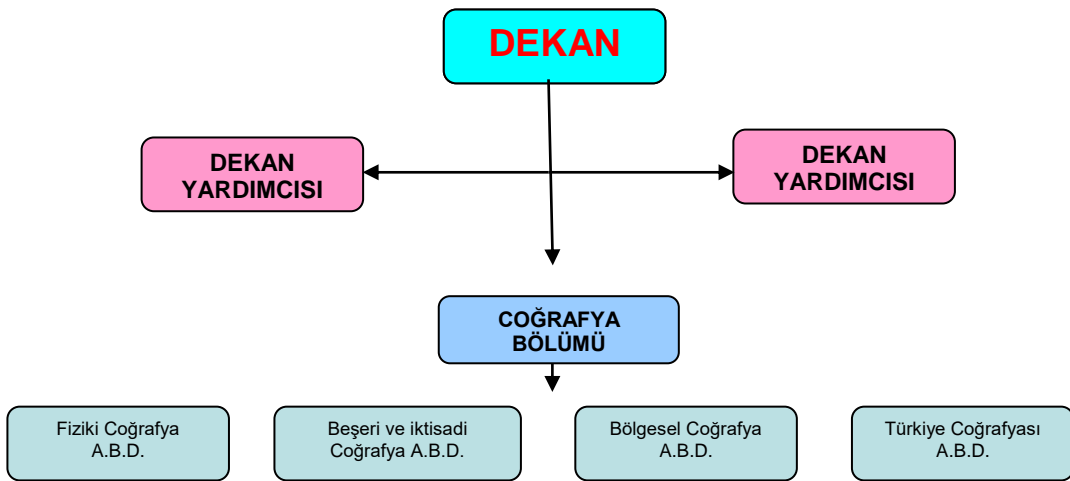 DEKAN
DEKAN
YARDIMCISI
DEKAN
YARDIMCISI
COĞRAFYA
BÖLÜMÜ
Fiziki Coğrafya
A.B.D.
Beşeri ve iktisadi
Coğrafya A.B.D.
Bölgesel Coğrafya
A.B.D.
Türkiye Coğrafyası
A.B.D.